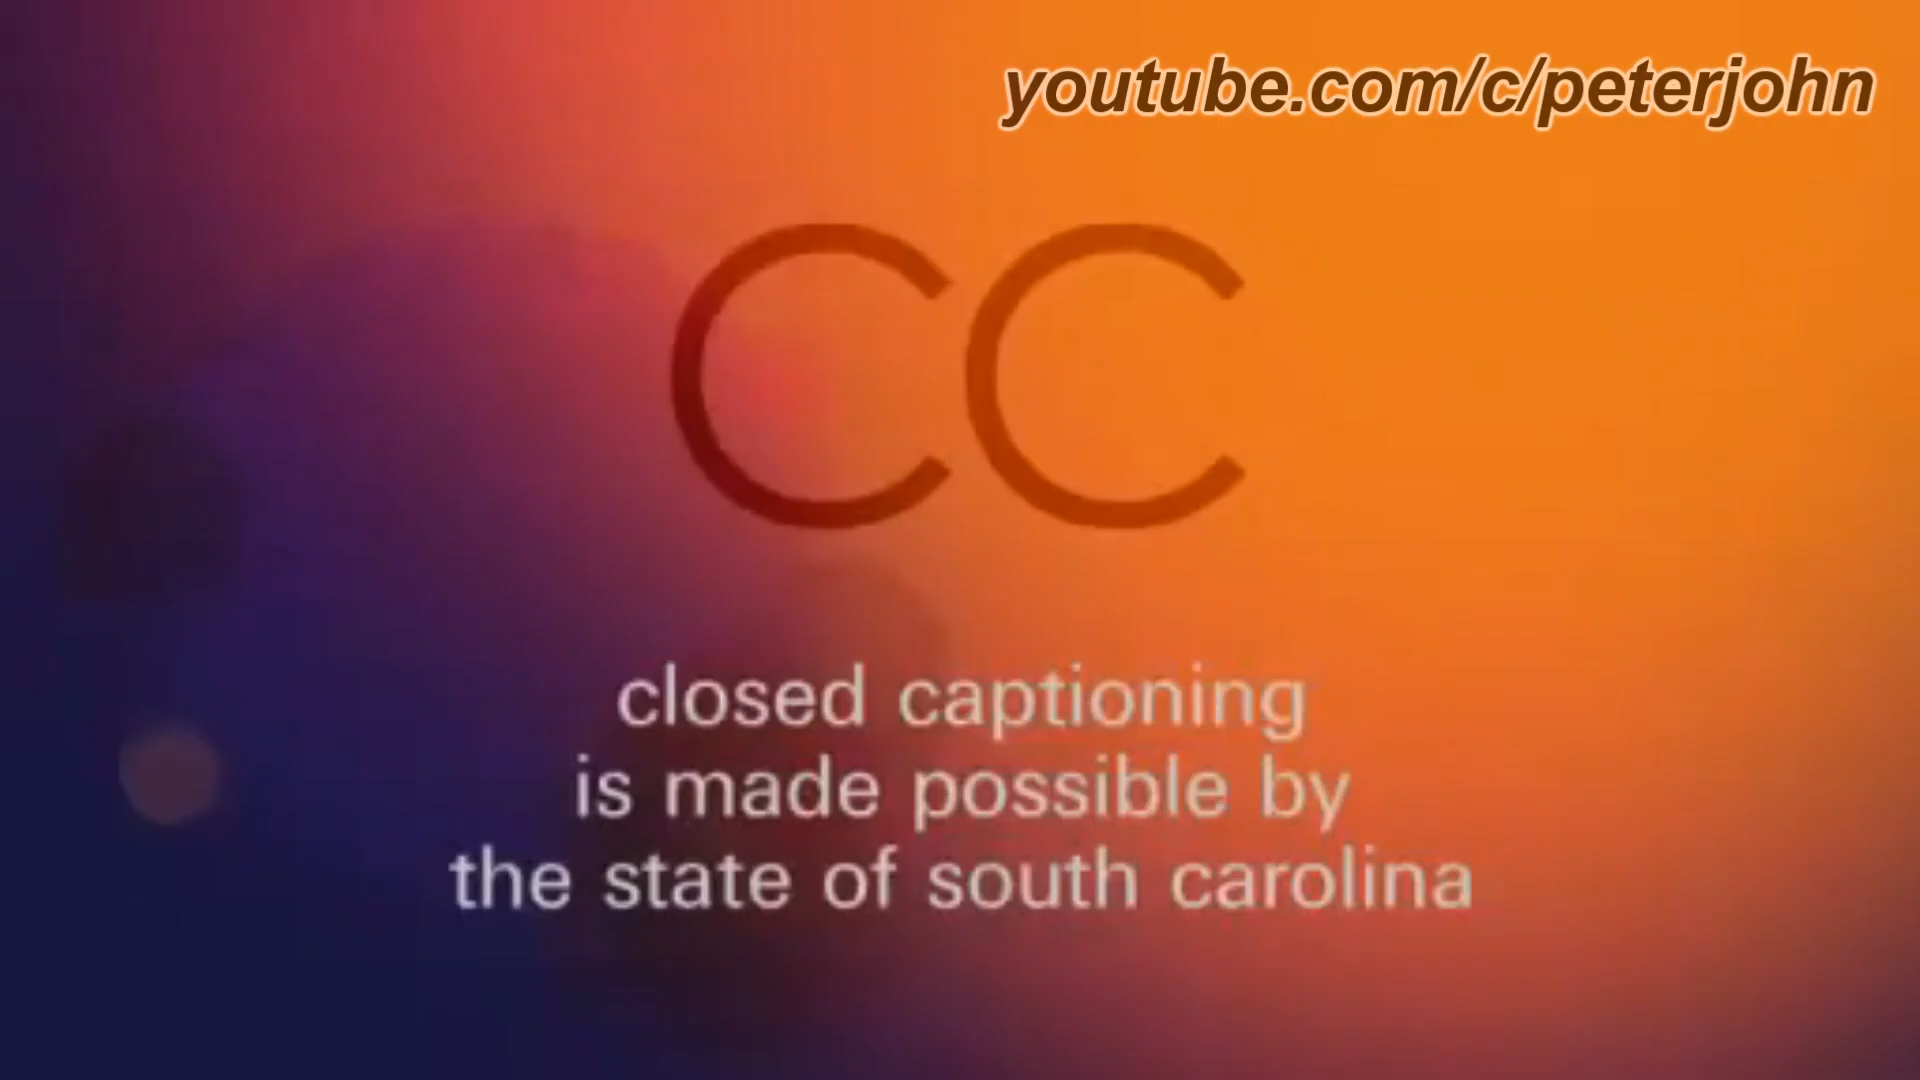 youtube.com/c/peterjohn
CC
closed captioning
is made possible by
the state of south carolina